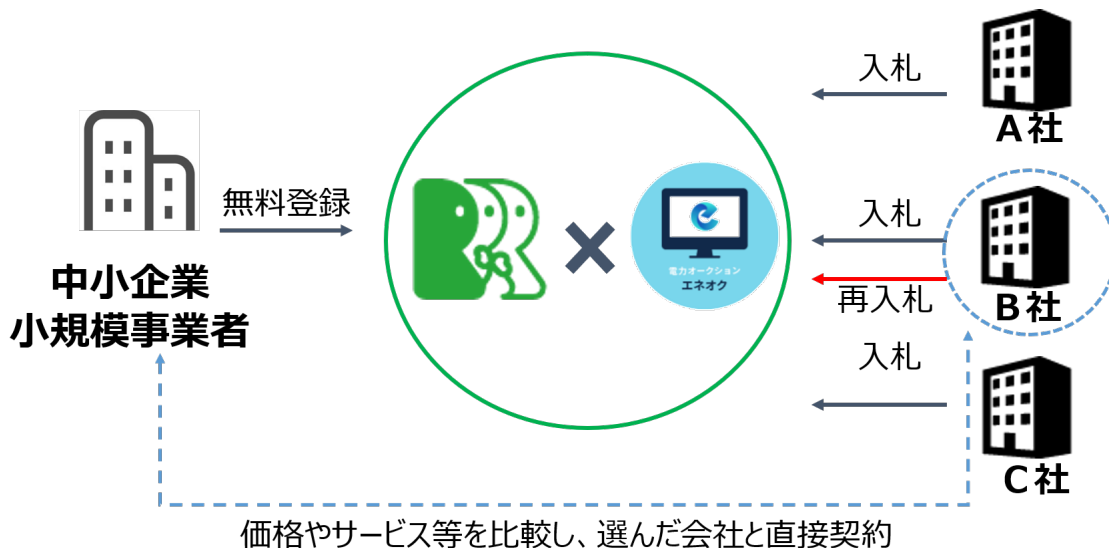 入札
A社
無料登録
入札
電力オークション
エネオク
再入札
B社
中小企業
小規模事業者
入札
C社
価格やサービス等を比較し、選んだ会社と直接契約